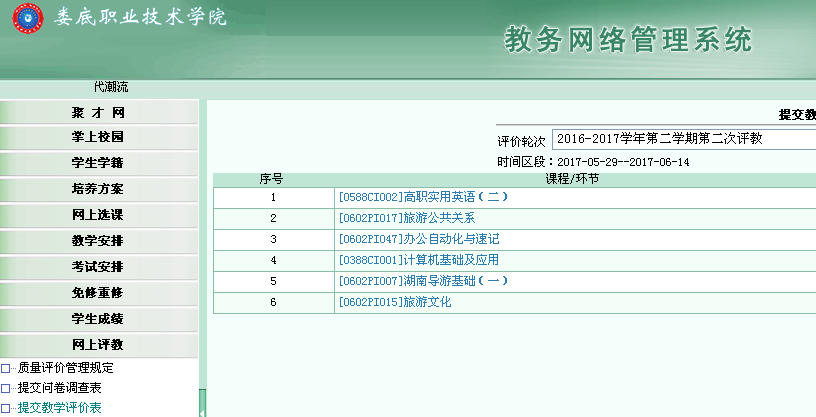 娄底职业技术学院
教务网络管理系统
代潮流
聚 才 网
掌上校园
学生学籍
培养方案
网上选课
教学安排
考试安排
免修重修
学生成绩
网上评教
质量评价管理规定
提交问卷调查表
提交教学评价表
提交教
评价轮次 2016-2017学年第二学期第二次评教
时间区段：2017-05-29--2017-06-14
序号 课程/环节
1 [0588CI002]高职实用英语（二）
2 [0602PI017]旅游公共关系
3 [0602PI047]办公自动化与速记
4 [0388CI001]计算机基础及应用
5 [0602PI007]湖南导游基础（一）
6 [0602PI015]旅游文化